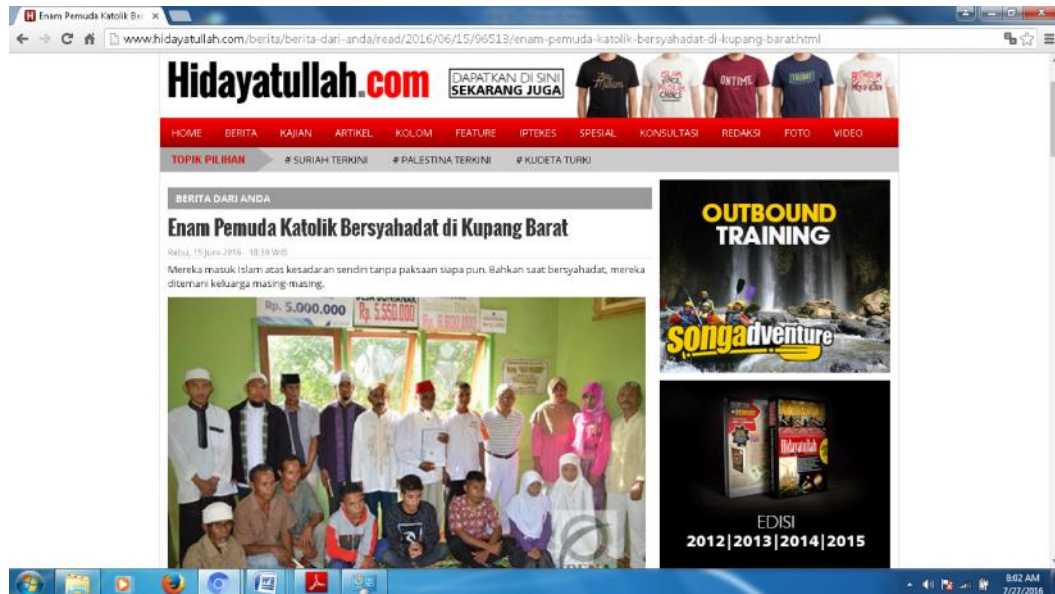 Enam Pemuda Katolik Ber
www.hidayatullah.com/berita/berita-dari-anda/read/2016/06/15/96513/enam-pemuda-katolik-bersyahadat-di-kupang-barat.html
Hidayatullah.com
DAPATKAN DI SINI
SEKARANG JUGA
ONTIME
HOME BERITA KAJIAN ARTIKEL KOLOM FEATURE IPTEKES SPESIAL KONSULTASI REDAKSI FOTO VIDEO
TOPIK PILIHAN # SURIAH TERKINI # PALESTINA TERKINI # KUDETA TURKI
BERITA DARI ANDA
Enam Pemuda Katolik Bersyahadat di Kupang Barat
Rabu, 15 Juni 2016 - 18:30 WIB
Mereka masuk Islam atas kesadaran sendiri tanpa paksaan siapa pun. Bahkan saat bersyahadat, mereka
ditemani keluarga masing-masing.
Rp. 5.000.000
Rp. 5.550.000
OUTBOUND
TRAINING
songadventure
Hidayatullah
EDISI
2012|2013|2014|2015
8:02 AM
7/27/2016